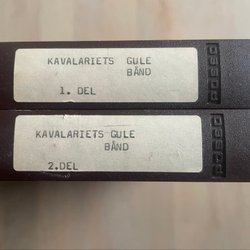 KAVALARIETS GULE
BÅND
1. DEL
KAVALARIETS GULE
BÅND
2.DEL